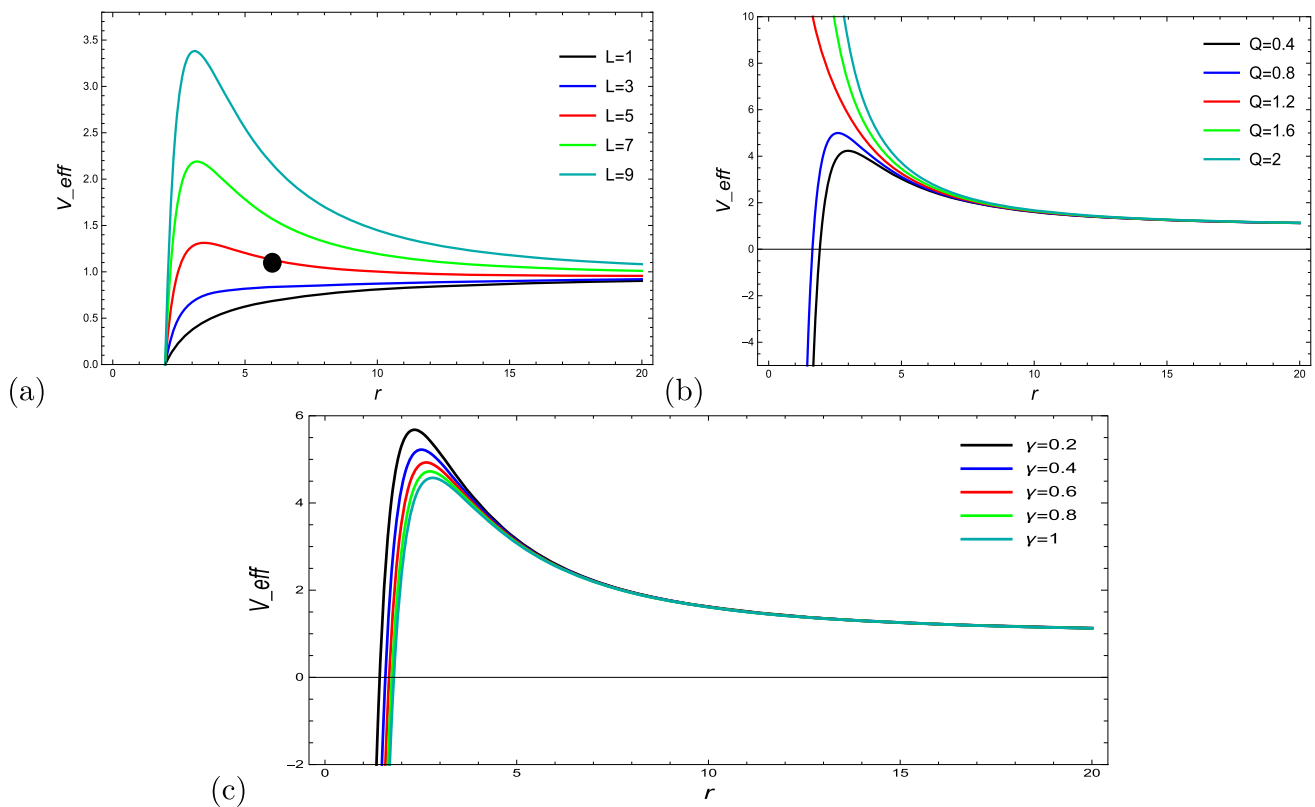 3.5
3.0
2.5
2.0
1.5
1.0
0.5
0.0
V_eff
L=1
L=3
L=5
L=7
L=9
0 5 10 15 20
r
(a)
10
8
6
4
2
0
−2
−4
V_eff
Q=0.4
Q=0.8
Q=1.2
Q=1.6
Q=2
0 5 10 15 20
r
(b)
6
4
2
0
−2
V_eff
γ=0.2
γ=0.4
γ=0.6
γ=0.8
γ=1
0 5 10 15 20
r
(c)